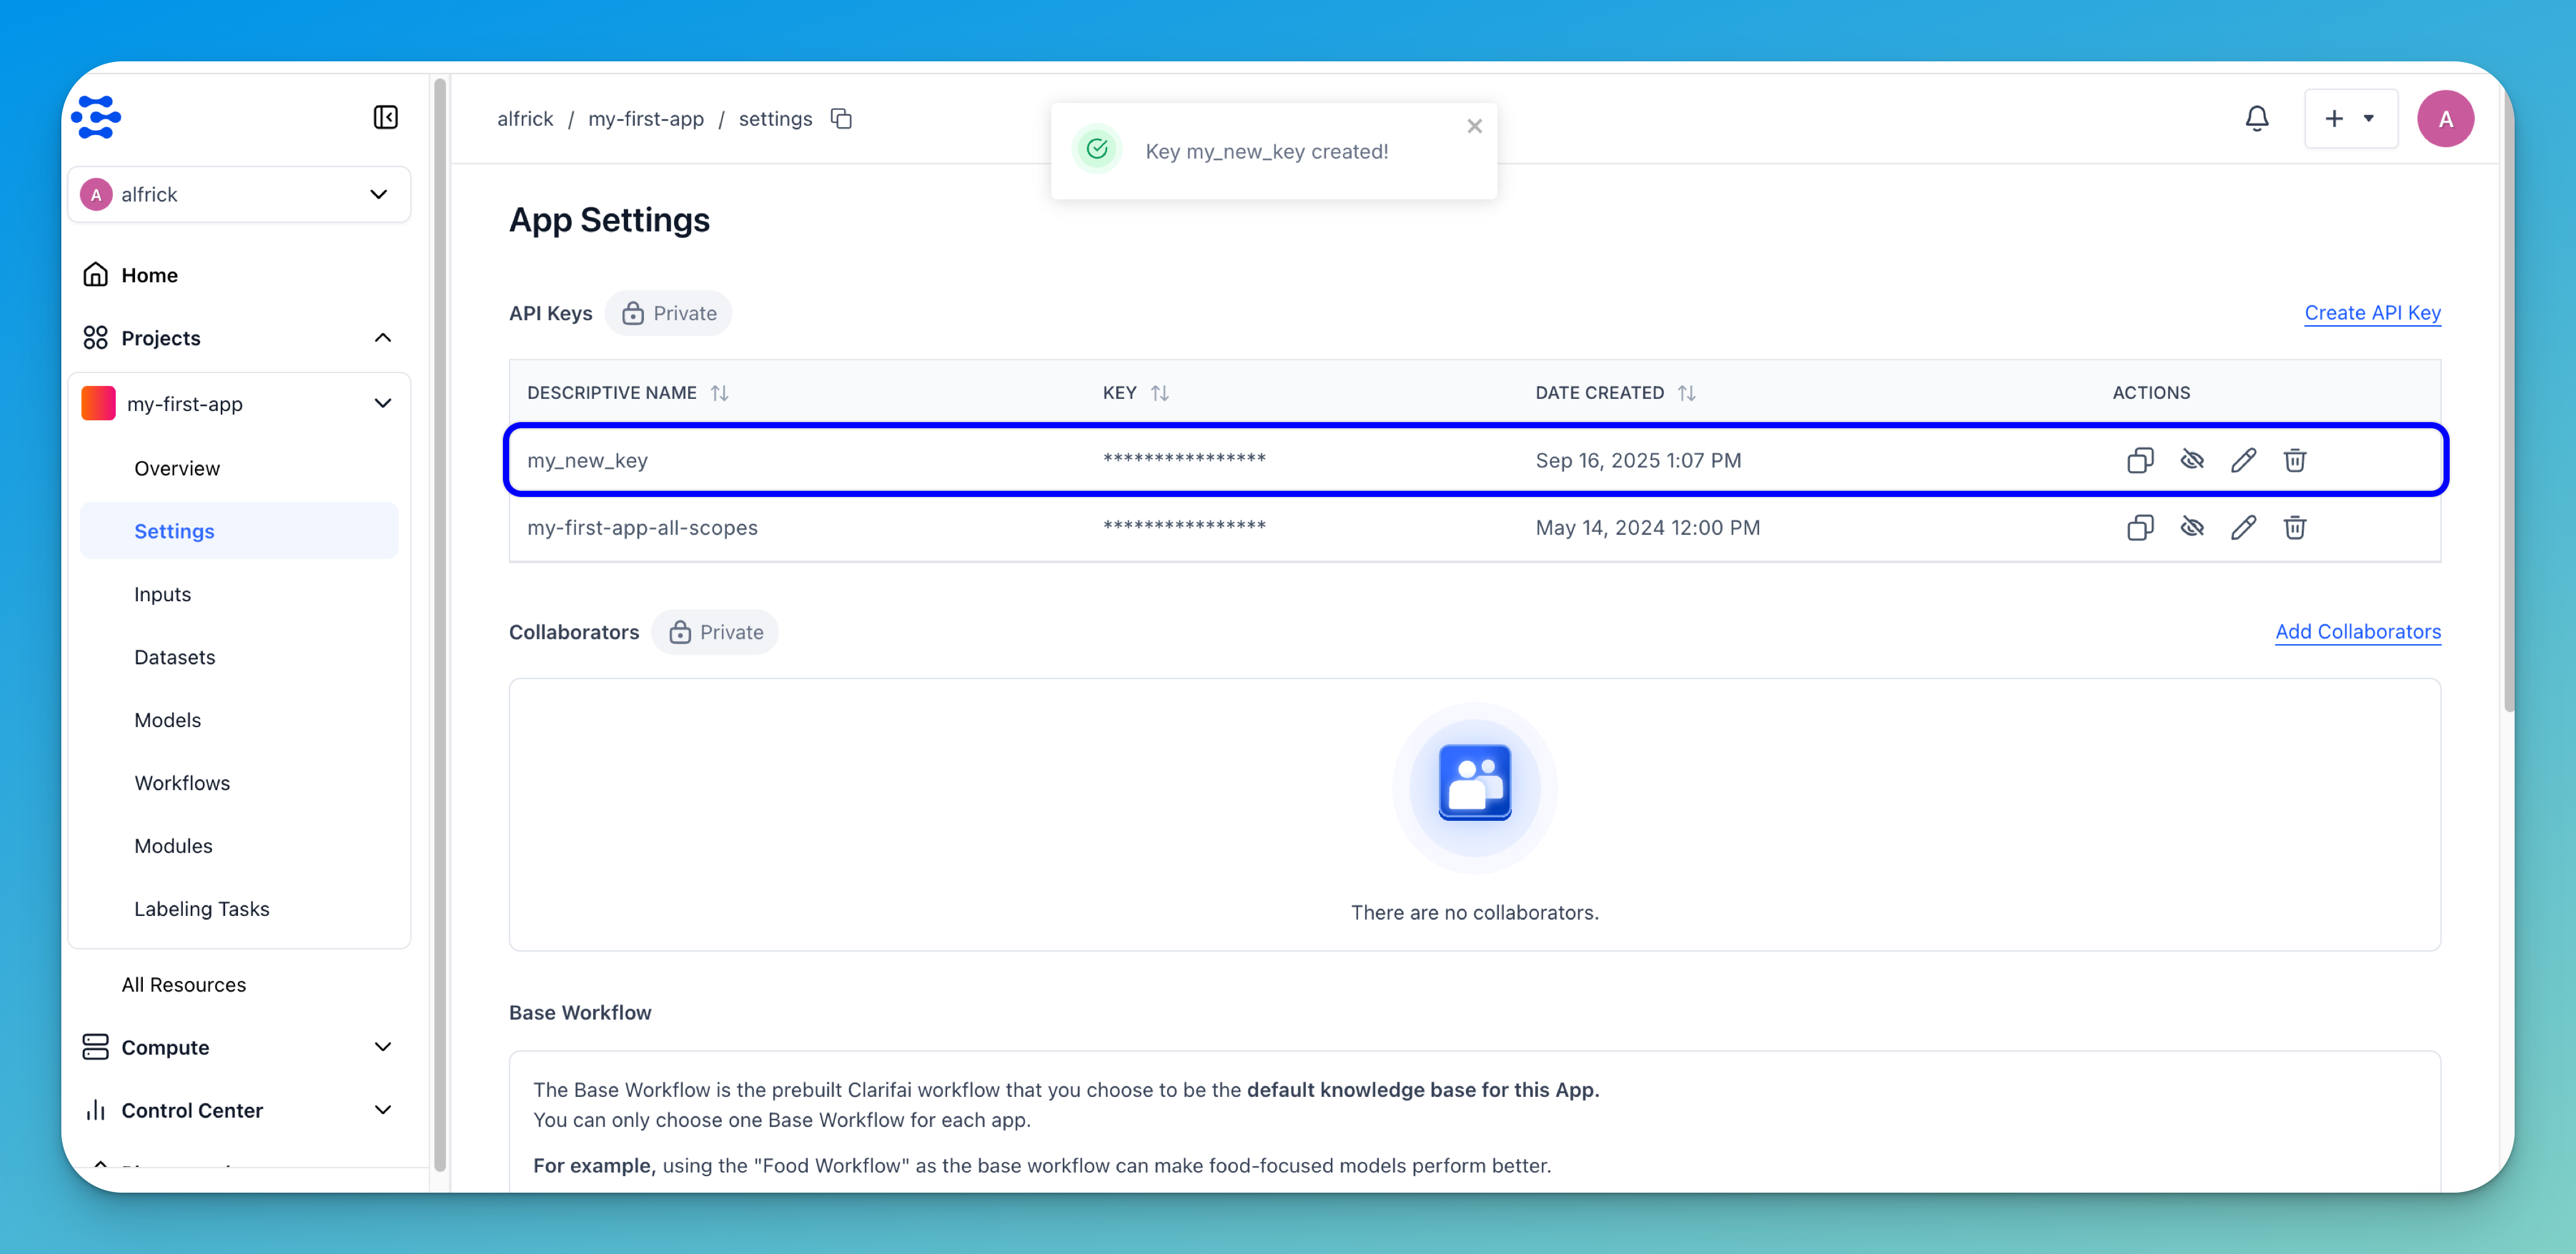 alfrick / my-first-app / settings
Key my_new_key created!
A
A alfrick
Home
Projects
my-first-app
Overview
Settings
Inputs
Datasets
Models
Workflows
Modules
Labeling Tasks
All Resources
Compute
Control Center
App Settings
API Keys Private Create API Key
DESCRIPTIVE NAME KEY DATE CREATED ACTIONS
my_new_key **************** Sep 16, 2025 1:07 PM
my-first-app-all-scopes **************** May 14, 2024 12:00 PM
Collaborators Private Add Collaborators
There are no collaborators.
Base Workflow
The Base Workflow is the prebuilt Clarifai workflow that you choose to be the default knowledge base for this App.
You can only choose one Base Workflow for each app.
For example, using the "Food Workflow" as the base workflow can make food-focused models perform better.